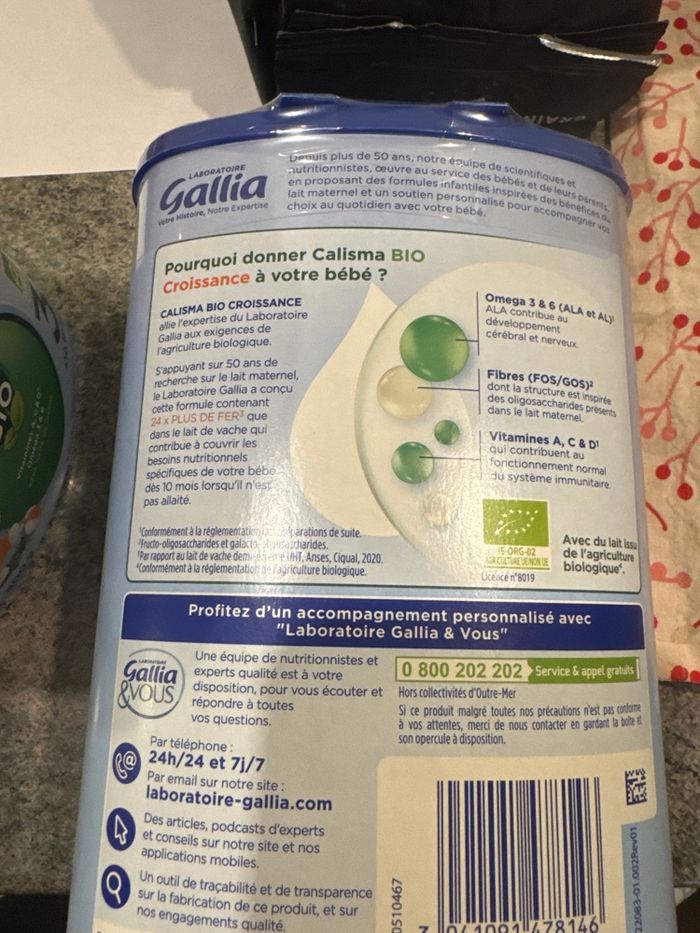 LABORATOIRE
Gallia
Votre Histoire, Notre Expertise
Depuis plus de 50 ans, notre équipe de scientifiques et
nutritionnistes, œuvre au service des bébés et de leurs parents,
en proposant des formules infantiles inspirées des bénéfices du
lait maternel et un soutien personnalisé pour accompagner vos
choix au quotidien avec votre bébé.
Pourquoi donner Calisma BIO
Croissance à votre bébé ?
CALISMA BIO CROISSANCE
allie l'expertise du Laboratoire
Gallia aux exigences de
l'agriculture biologique.
S'appuyant sur 50 ans de
recherche sur le lait maternel,
le Laboratoire Gallia a conçu
cette formule contenant
24 x PLUS DE FER³ que
dans le lait de vache qui
contribue à couvrir les
besoins nutritionnels
spécifiques de votre bébé
dès 10 mois lorsqu'il n'est
pas allaité.
Omega 3 & 6 (ALA et AL)¹
ALA contribue au
développement
cérébral et nerveux.
Fibres (FOS/GOS)²
dont la structure est inspirée
des oligosaccharides présents
dans le lait maternel.
Vitamines A, C & D¹
qui contribuent au
fonctionnement normal
du système immunitaire.
¹Conformément à la réglementation préparations de suite.
²Fructo-oligosaccharides et galacto-oligosaccharides.
³Par rapport au lait de vache demi-écrémé UHT, Anses, Ciqual, 2020.
⁴Conformément à la réglementation de l'agriculture biologique.
IS-ORG-02
AGRICULTURE UE/NON UE
Licence n°8019
Avec du lait issu
de l'agriculture
biologique⁴.
Profitez d'un accompagnement personnalisé avec
"Laboratoire Gallia & Vous"
LABORATOIRE
Gallia
&VOUS
Une équipe de nutritionnistes et
experts qualité est à votre
disposition, pour vous écouter et
répondre à toutes
vos questions.
Par téléphone :
24h/24 et 7j/7
Par email sur notre site :
laboratoire-gallia.com
Des articles, podcasts d'experts
et conseils sur notre site et nos
applications mobiles.
Un outil de traçabilité et de transparence
sur la fabrication de ce produit, et sur
nos engagements qualité.
0 800 202 202 Service & appel gratuits
Hors collectivités d'Outre-Mer
Si ce produit malgré toutes nos précautions n'est pas conforme
à vos attentes, merci de nous contacter en gardant la boîte et
son opercule à disposition.
0510467
3 041091 478146
22083-01.002Rev01